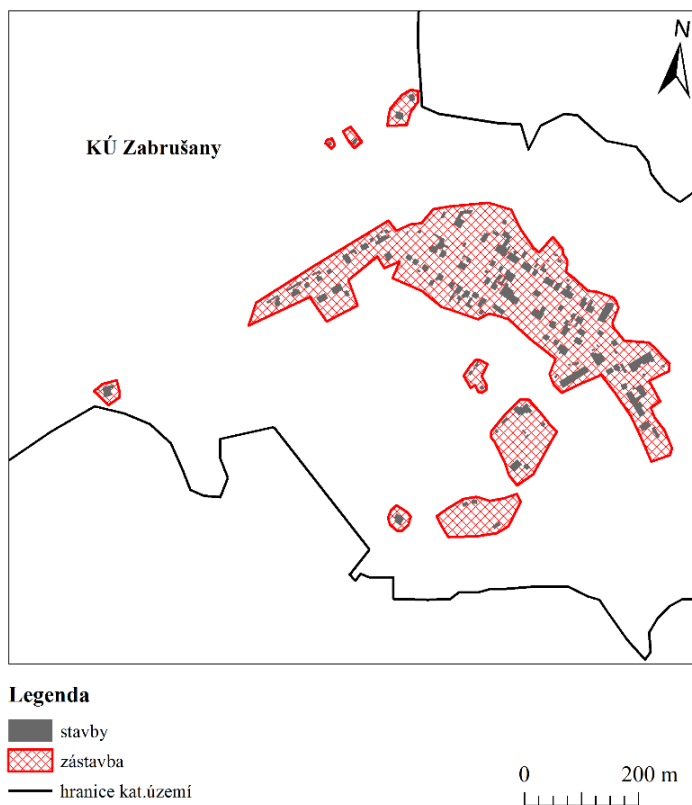 N
KÚ Zabrušany
Legenda
stavby
zástavba
hranice kat.území
0 200 m